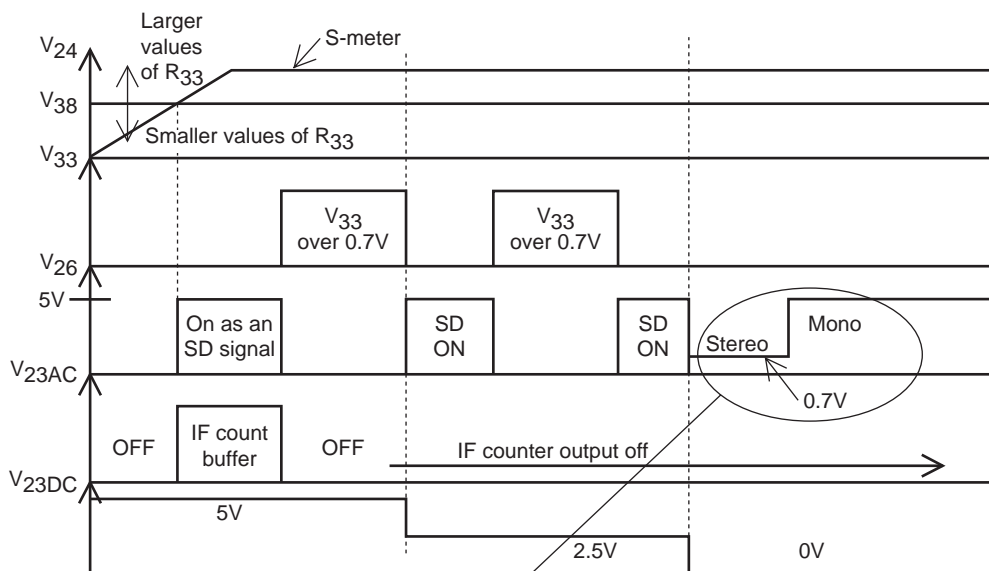 Larger
values
of R33
V24
S-meter
V38
Smaller values of R33
V33
V33
over 0.7V
V33
over 0.7V
V26
5V
On as an
SD signal
SD
ON
SD
ON
Stereo
Mono
V23AC
0.7V
OFF
IF count
buffer
OFF
IF counter output off
V23DC
5V
2.5V
0V